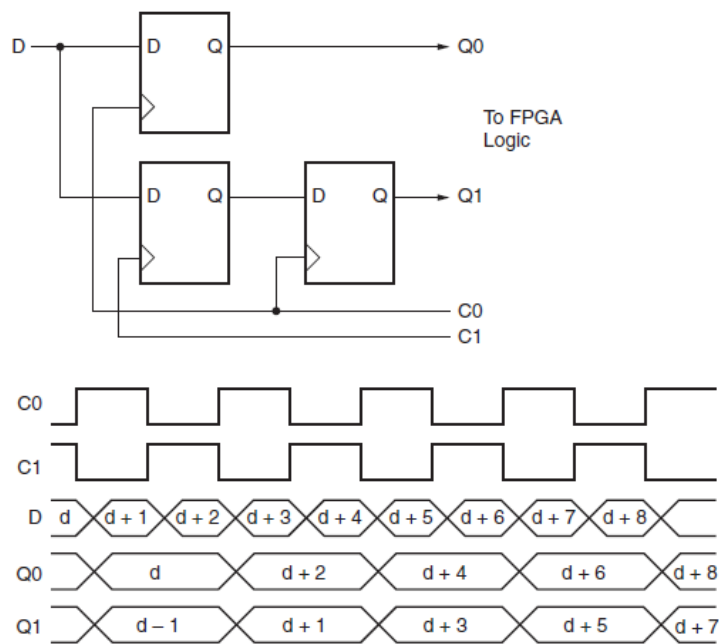 D D Q Q0
To FPGA
Logic
D Q D Q Q1
C0
C1
C0
C1
D d d + 1 d + 2 d + 3 d + 4 d + 5 d + 6 d + 7 d + 8
Q0 d d + 2 d + 4 d + 6 d + 8
Q1 d – 1 d + 1 d + 3 d + 5 d + 7